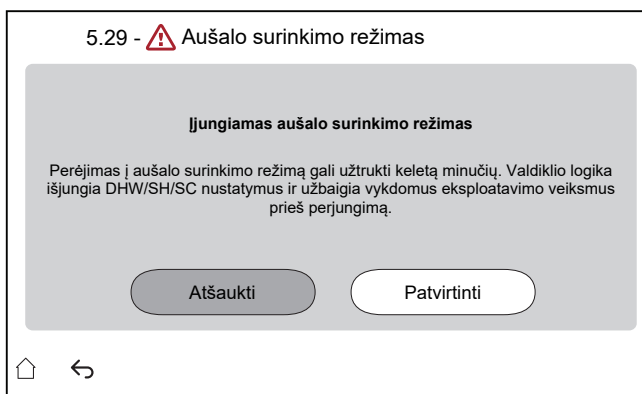 5.29 - Aušalo surinkimo režimas
Įjungiamas aušalo surinkimo režimas
Perėjimas į aušalo surinkimo režimą gali užtrukti keletą minučių. Valdiklio logika
išjungia DHW/SH/SC nustatymus ir užbaigia vykdomus eksploatavimo veiksmus
prieš perjungimą.
Atšaukti
Patvirtinti